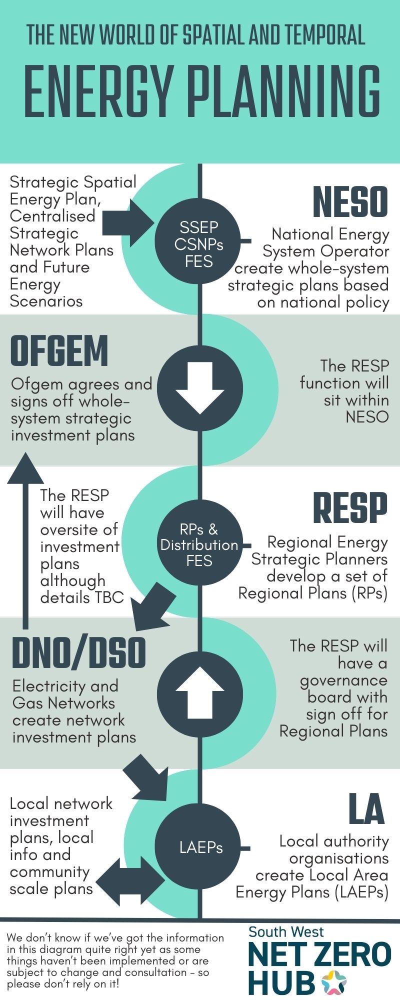 THE NEW WORLD OF SPATIAL AND TEMPORAL
ENERGY PLANNING
Strategic Spatial
Energy Plan,
Centralised
Strategic
Network Plans
and Future
Energy
Scenarios
SSEP
CSNPs
FES
NESO
National Energy
System Operator
create whole-system
strategic plans based
on national policy
OFGEM
Ofgem agrees and
signs off whole-
system strategic
investment plans
The RESP
function will
sit within
NESO
The RESP
will have
oversite of
investment
plans
although
details TBC
RPs &
Distribution
FES
RESP
Regional Energy
Strategic Planners
develop a set of
Regional Plans (RPs)
DNO/DSO
Electricity and
Gas Networks
create network
investment plans
The RESP will
have a
governance
board with
sign off for
Regional Plans
Local network
investment
plans, local
info and
community
scale plans
LAEPs
LA
Local authority
organisations
create Local Area
Energy Plans (LAEPs)
We don't know if we've got the information
in this diagram quite right yet as some
things haven't been implemented or are
subject to change and consultation - so
please don't rely on it!
South West
NET ZERO
HUB